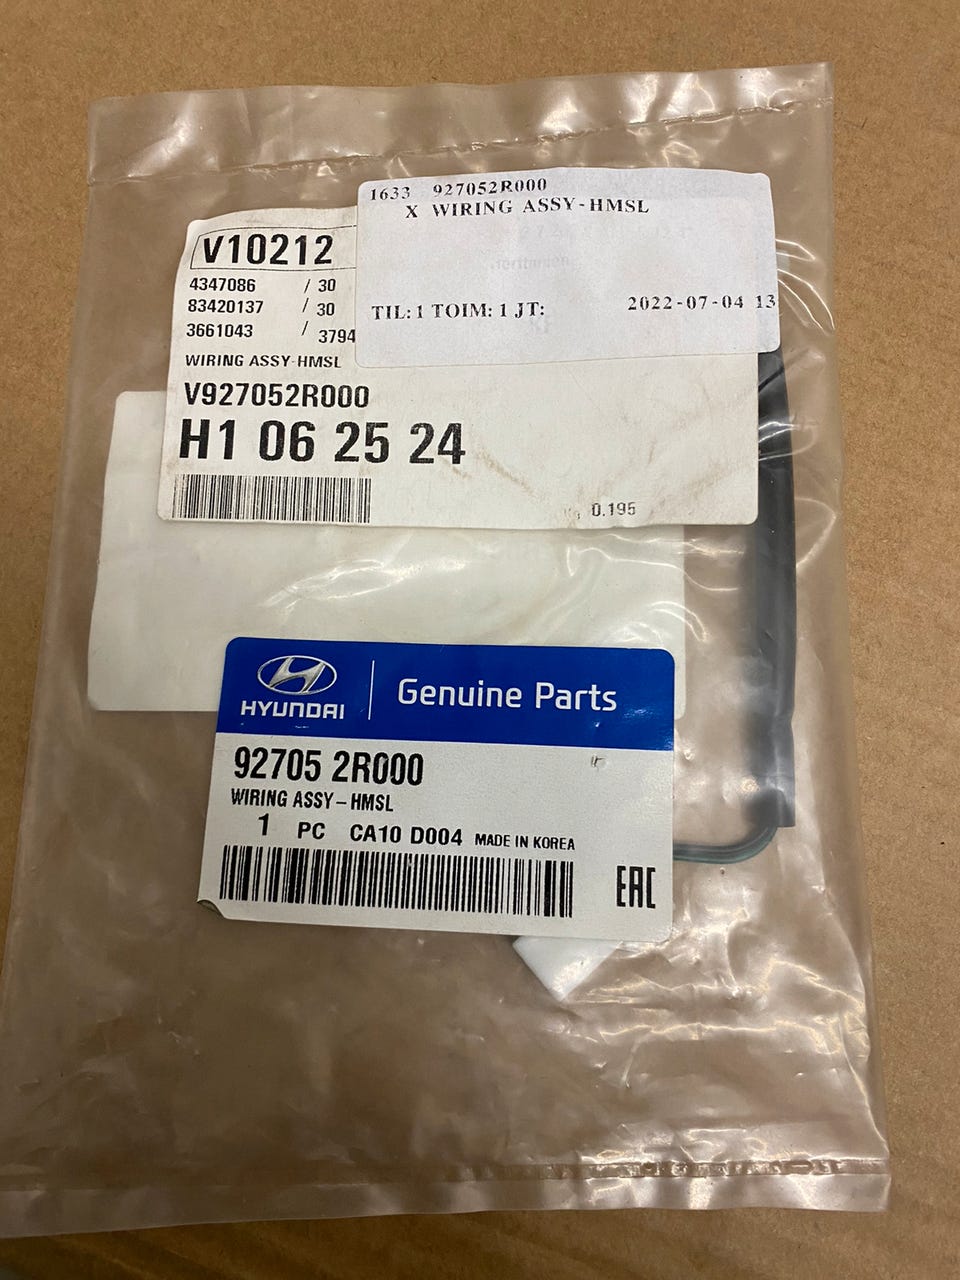 1633 927052R000
X WIRING ASSY-HMSL
TIL: 1 TOIM: 1 JT: 2022-07-04 13
V10212
4347086 / 30
83420137 / 30
3661043 / 3794
WIRING ASSY-HMSL
V927052R000
H1 06 25 24
0.195
HYUNDAI
Genuine Parts
92705 2R000
WIRING ASSY-HMSL
1 PC CA10 D004 MADE IN KOREA
EAC